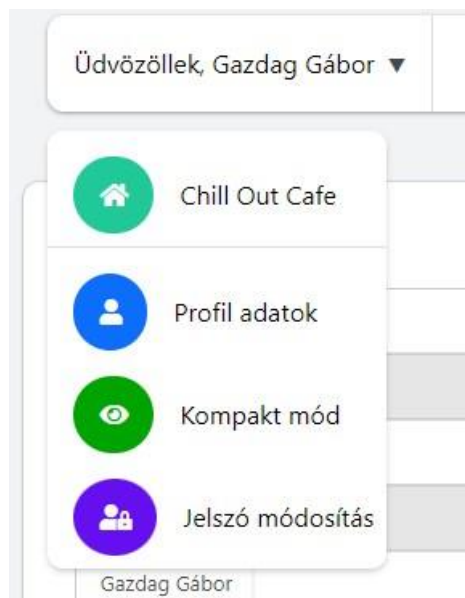 Üdvözöllek, Gazdag Gábor ▼
Chill Out Cafe
Profil adatok
Kompakt mód
Jelszó módosítás
Gazdag Gábor